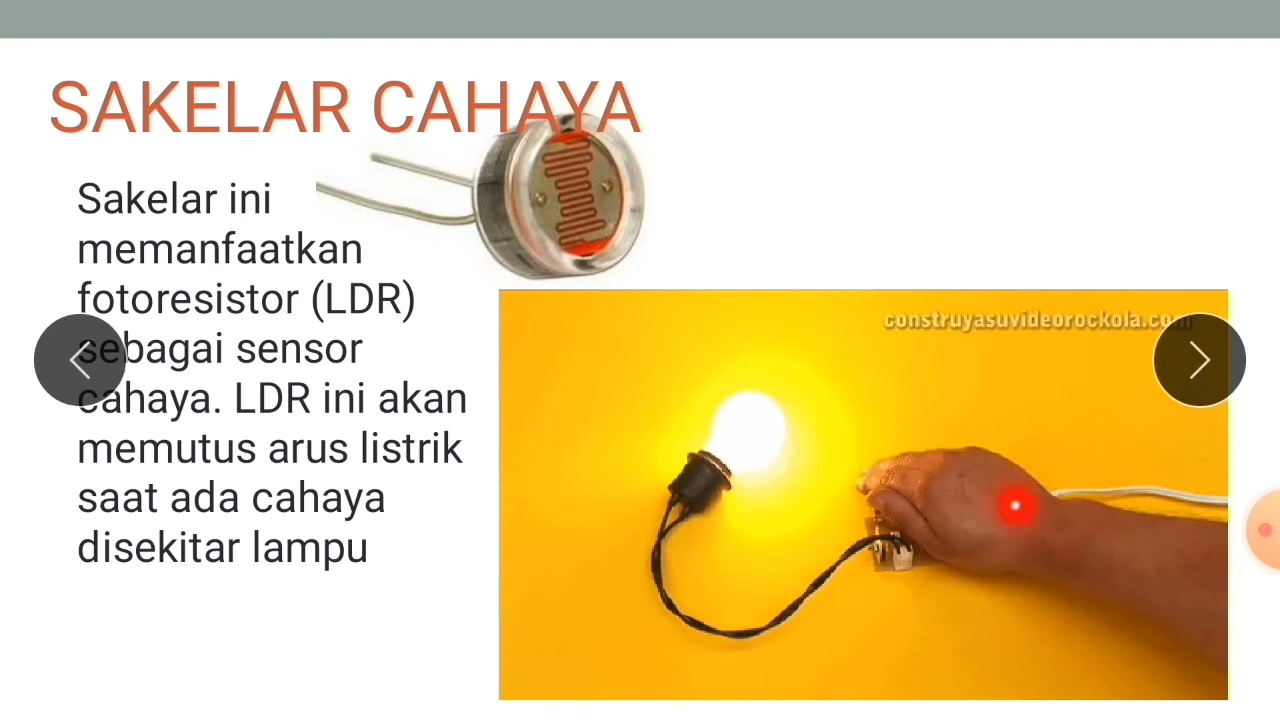 SAKELAR CAHAYA
Sakelar ini
memanfaatkan
fotoresistor (LDR)
sebagai sensor
cahaya. LDR ini akan
memutus arus listrik
saat ada cahaya
disekitar lampu
construyasuvideorockola.com